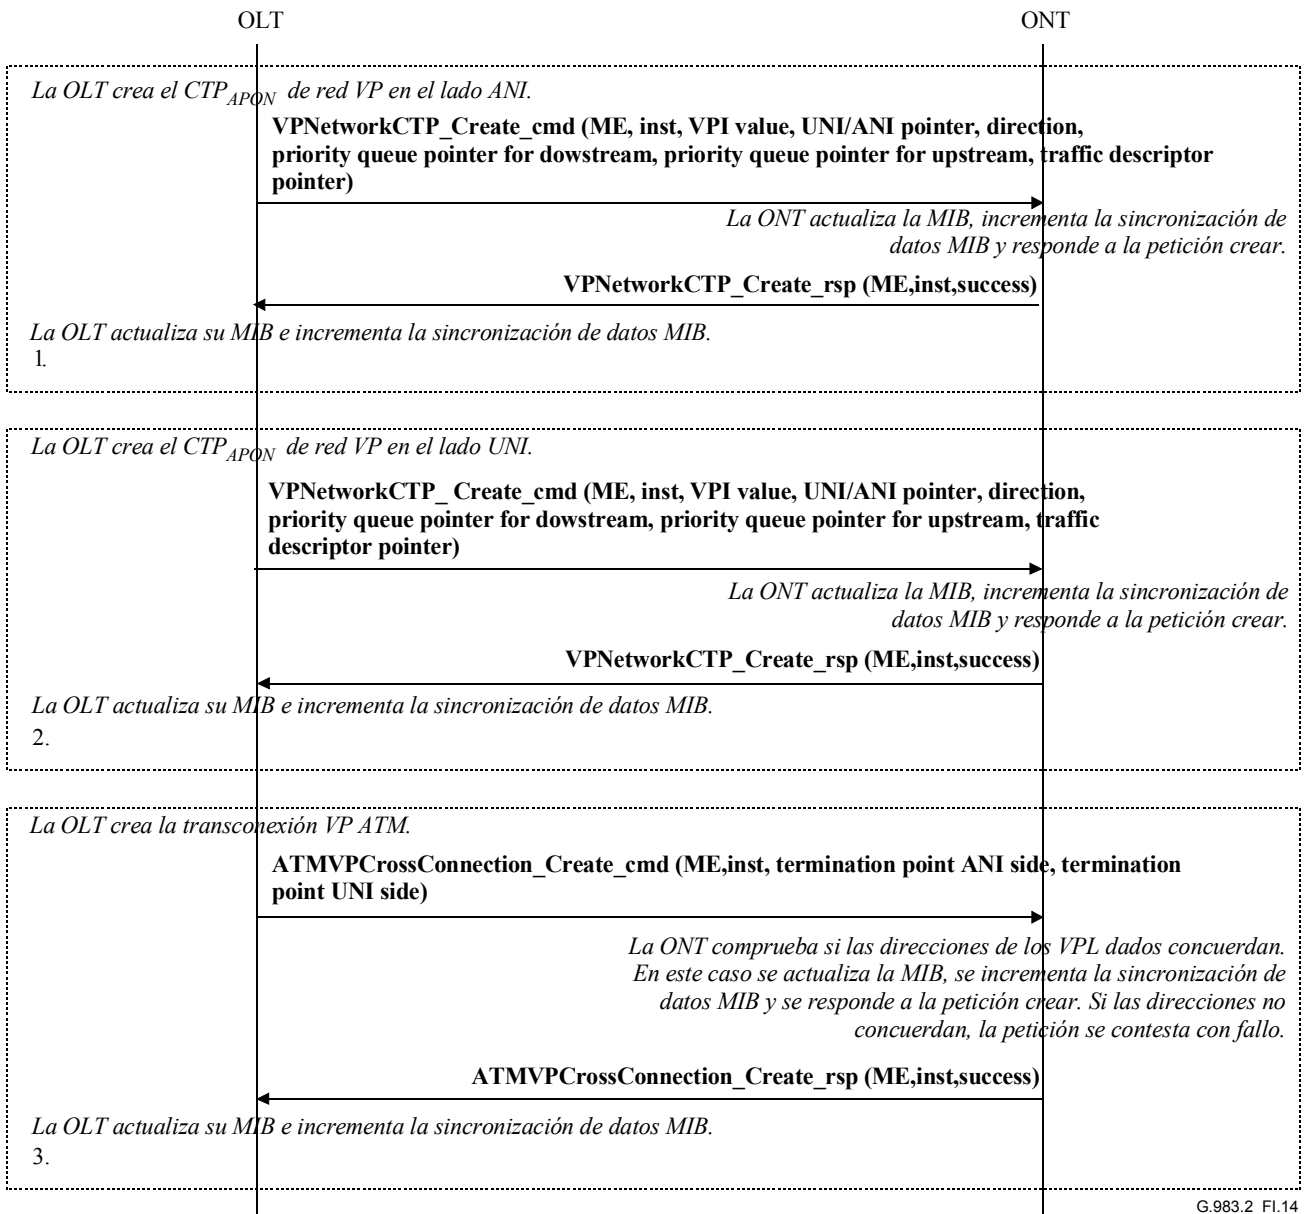 OLT ONT
La OLT crea el CTP_APON de red VP en el lado ANI.
VPNetworkCTP_Create_cmd (ME, inst, VPI value, UNI/ANI pointer, direction,
priority queue pointer for dowstream, priority queue pointer for upstream, traffic descriptor
pointer)
La ONT actualiza la MIB, incrementa la sincronización de
datos MIB y responde a la petición crear.
VPNetworkCTP_Create_rsp (ME,inst,success)
La OLT actualiza su MIB e incrementa la sincronización de datos MIB.
1.
La OLT crea el CTP_APON de red VP en el lado UNI.
VPNetworkCTP_ Create_cmd (ME, inst, VPI value, UNI/ANI pointer, direction,
priority queue pointer for dowstream, priority queue pointer for upstream, traffic
descriptor pointer)
La ONT actualiza la MIB, incrementa la sincronización de
datos MIB y responde a la petición crear.
VPNetworkCTP_Create_rsp (ME,inst,success)
La OLT actualiza su MIB e incrementa la sincronización de datos MIB.
2.
La OLT crea la transconexión VP ATM.
ATMVPCrossConnection_Create_cmd (ME,inst, termination point ANI side, termination
point UNI side)
La ONT comprueba si las direcciones de los VPL dados concuerdan.
En este caso se actualiza la MIB, se incrementa la sincronización de
datos MIB y se responde a la petición crear. Si las direcciones no
concuerdan, la petición se contesta con fallo.
ATMVPCrossConnection_Create_rsp (ME,inst,success)
La OLT actualiza su MIB e incrementa la sincronización de datos MIB.
3.
G.983.2_FI.14